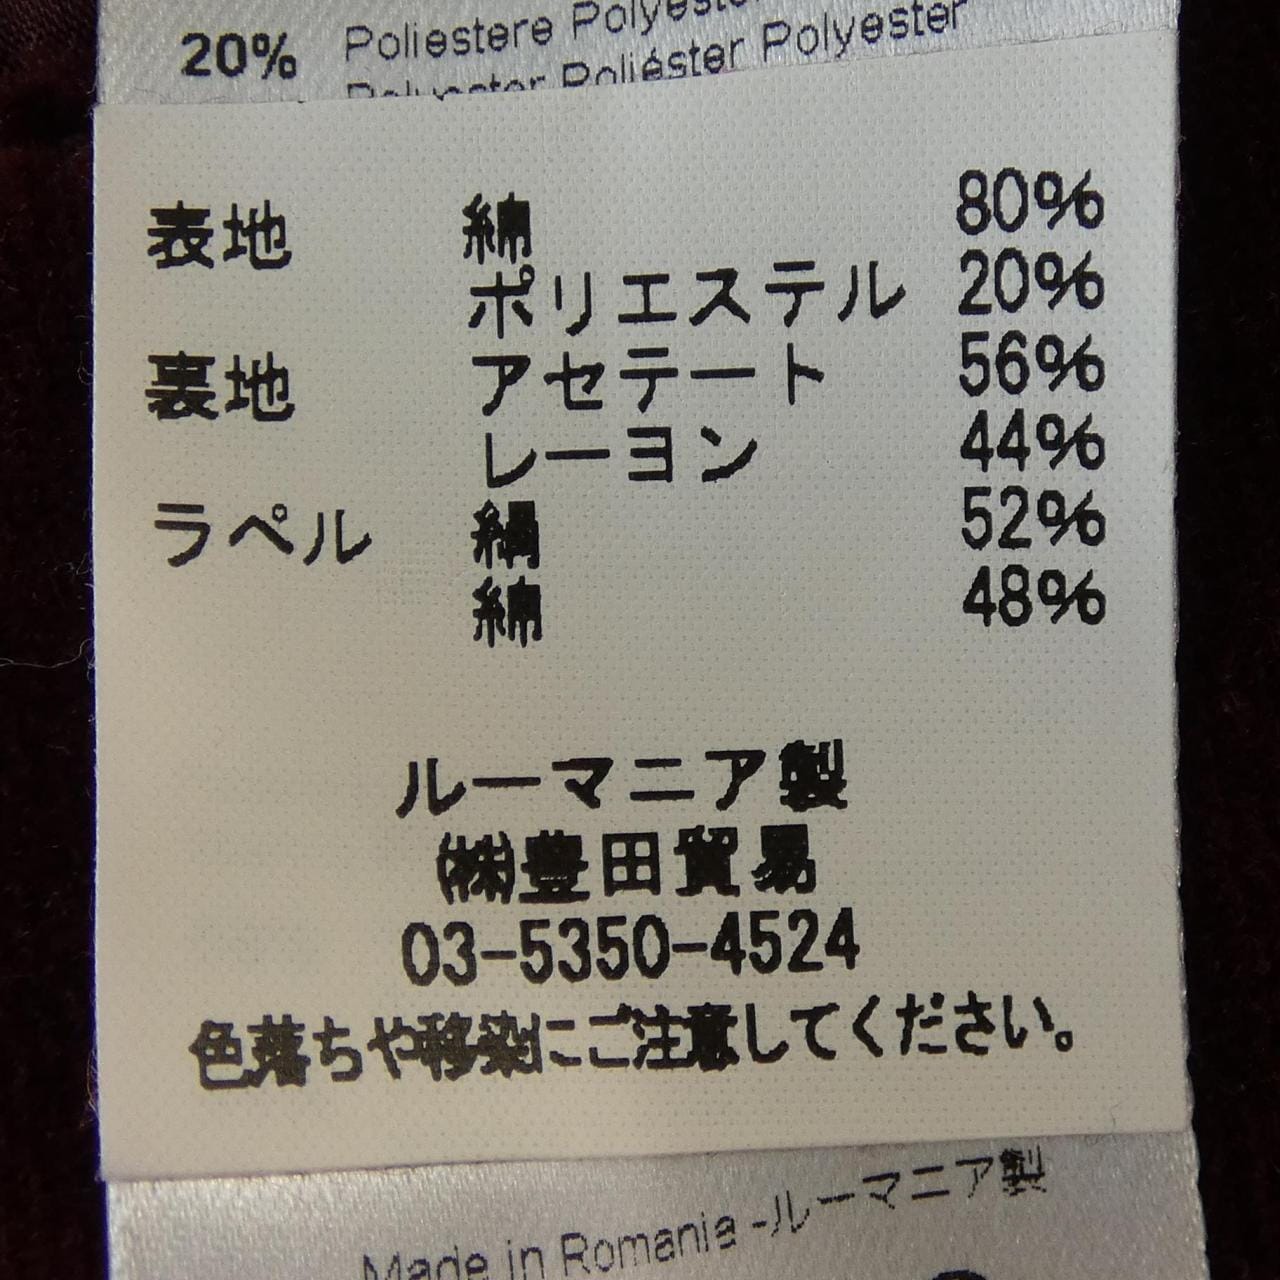 20% Poliestere Polyester
Polyester Poliéster Polyester
表地 綿 80%
ポリエステル 20%
裏地 アセテート 56%
レーヨン 44%
ラペル 絹 52%
綿 48%
ルーマニア製
㈱豊田貿易
03-5350-4524
色落ちや移染にご注意してください。
Made in Romania -ルーマニア製